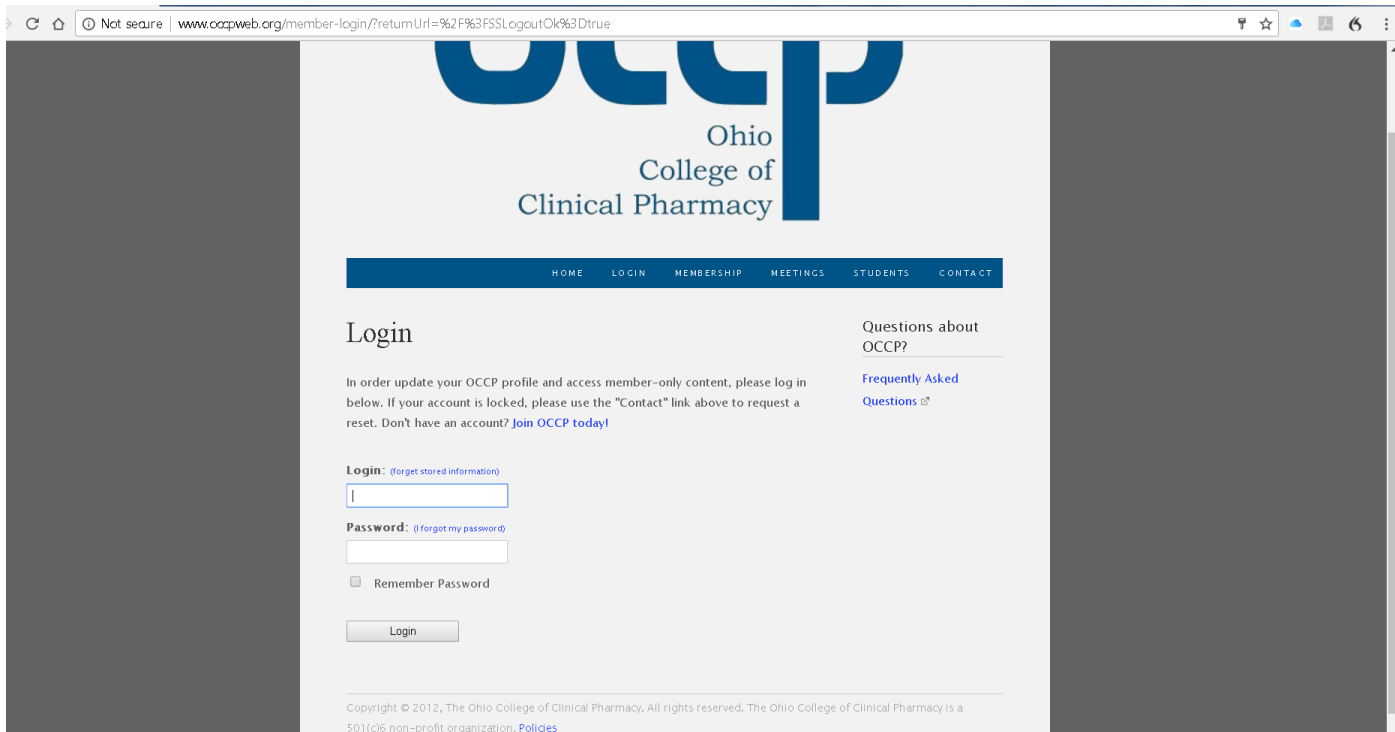 Not secure | www.occpweb.org/member-login/?returnUrl=%2F%3FSSLogoutOk%3Dtrue
occp
Ohio
College of
Clinical Pharmacy
HOME LOGIN MEMBERSHIP MEETINGS STUDENTS CONTACT
Login
In order update your OCCP profile and access member-only content, please log in
below. If your account is locked, please use the "Contact" link above to request a
reset. Don't have an account? Join OCCP today!
Login: (forget stored information)
Password: (I forgot my password)
Remember Password
Login
Questions about
OCCP?
Frequently Asked
Questions
Copyright © 2012, The Ohio College of Clinical Pharmacy. All rights reserved. The Ohio College of Clinical Pharmacy is a
501(c)6 non-profit organization. Policies